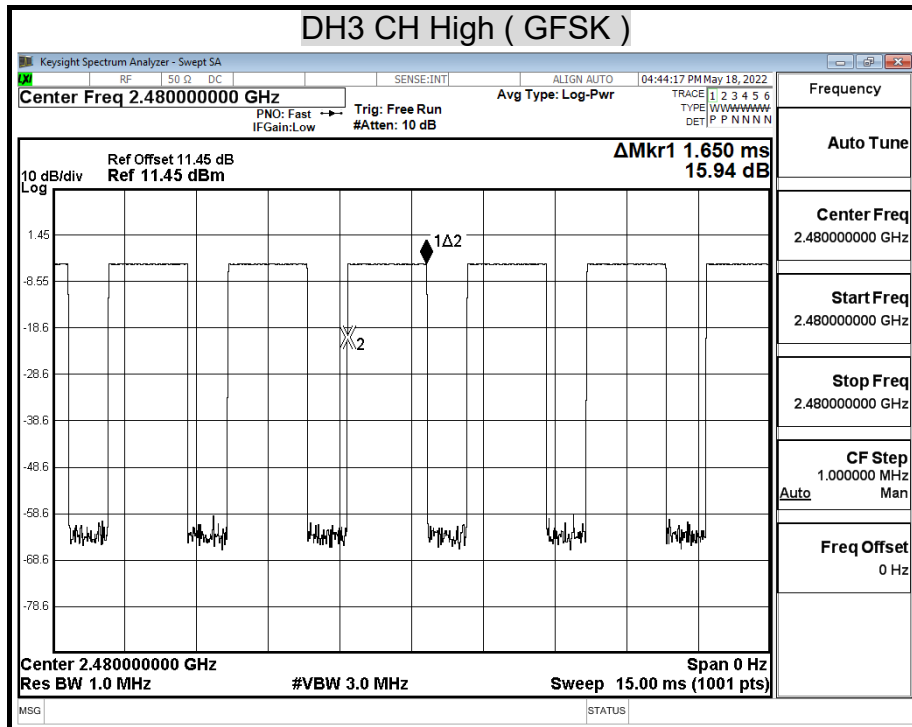 DH3 CH High ( GFSK )
Keysight Spectrum Analyzer - Swept SA
LXI RF 50 Ω DC SENSE:INT ALIGN AUTO 04:44:17 PM May 18, 2022
Center Freq 2.480000000 GHz
PNO: Fast
IFGain:Low
Trig: Free Run
#Atten: 10 dB
Avg Type: Log-Pwr
TRACE 1 2 3 4 5 6
TYPE WWWWWW
DET P P N N N N
ΔMkr1 1.650 ms
15.94 dB
Ref Offset 11.45 dB
10 dB/div Ref 11.45 dBm
Log
1.45
-8.55
-18.6
-28.6
-38.6
-48.6
-58.6
-68.6
-78.6
1Δ2
2
Center 2.480000000 GHz Span 0 Hz
Res BW 1.0 MHz #VBW 3.0 MHz Sweep 15.00 ms (1001 pts)
MSG STATUS
Frequency
Auto Tune
Center Freq
2.480000000 GHz
Start Freq
2.480000000 GHz
Stop Freq
2.480000000 GHz
CF Step
1.000000 MHz
Auto Man
Freq Offset
0 Hz